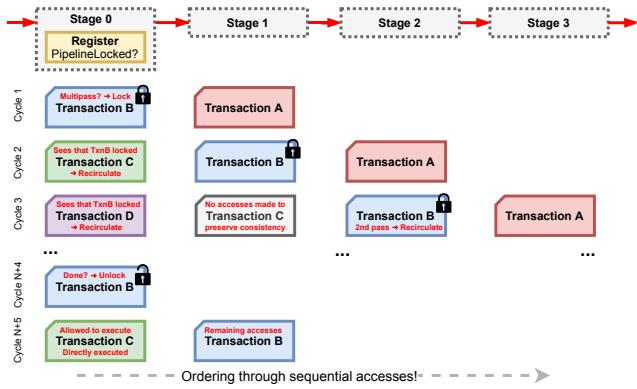 Stage 0
Stage 1
Stage 2
Stage 3
Register
PipelineLocked?
Cycle 1
Multipass? ➔ Lock
Transaction B
Transaction A
Cycle 2
Sees that TxnB locked
Transaction C
➔ Recirculate
Transaction B
Transaction A
Cycle 3
Sees that TxnB locked
Transaction D
➔ Recirculate
No accesses made to
Transaction C
preserve consistency
Transaction B
2nd pass ➔ Recirculate
Transaction A
...
...
...
Cycle N+4
Done? ➔ Unlock
Transaction B
Cycle N+5
Allowed to execute
Transaction C
Directly executed
Remaining accesses
Transaction B
Ordering through sequential accesses!